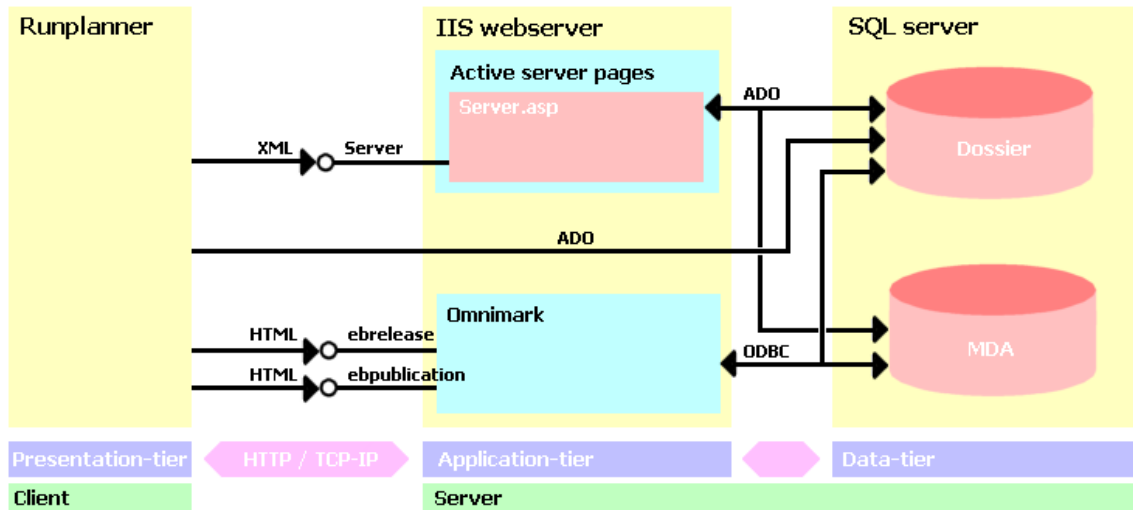 Runplanner
IIS webserver
SQL server
Active server pages
Server.asp
ADO
Dossier
XML
Server
ADO
Omnimark
HTML
ebrelease
ODBC
MDA
HTML
ebpublication
Presentation-tier
HTTP / TCP-IP
Application-tier
Data-tier
Client
Server